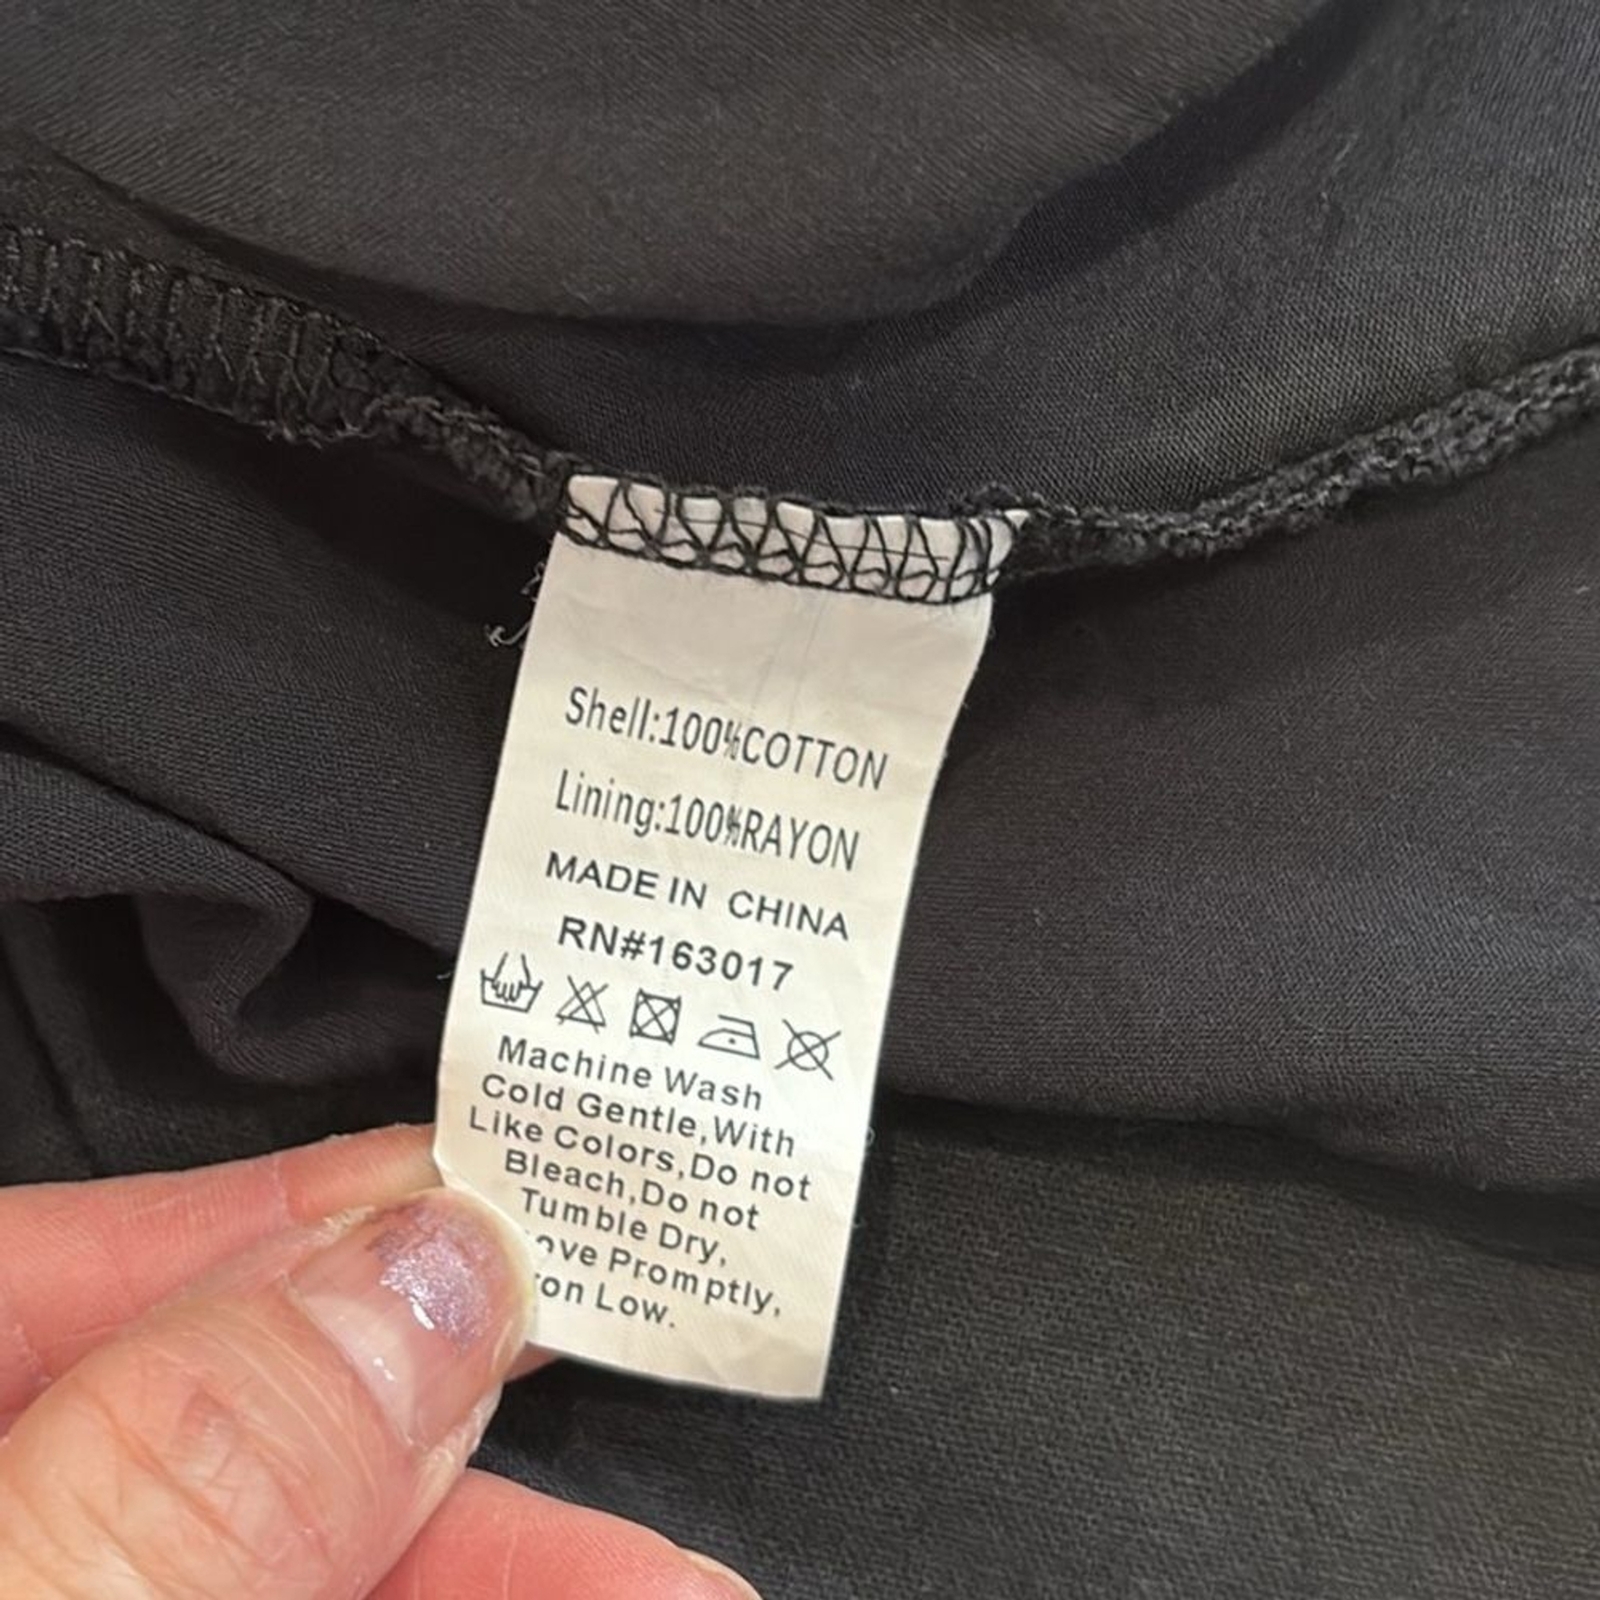 Shell:100%COTTON
Lining:100%RAYON
MADE IN CHINA
RN#163017
Machine Wash
Cold Gentle,With
Like Colors,Do not
Bleach,Do not
Tumble Dry,
Promptly,
Low.